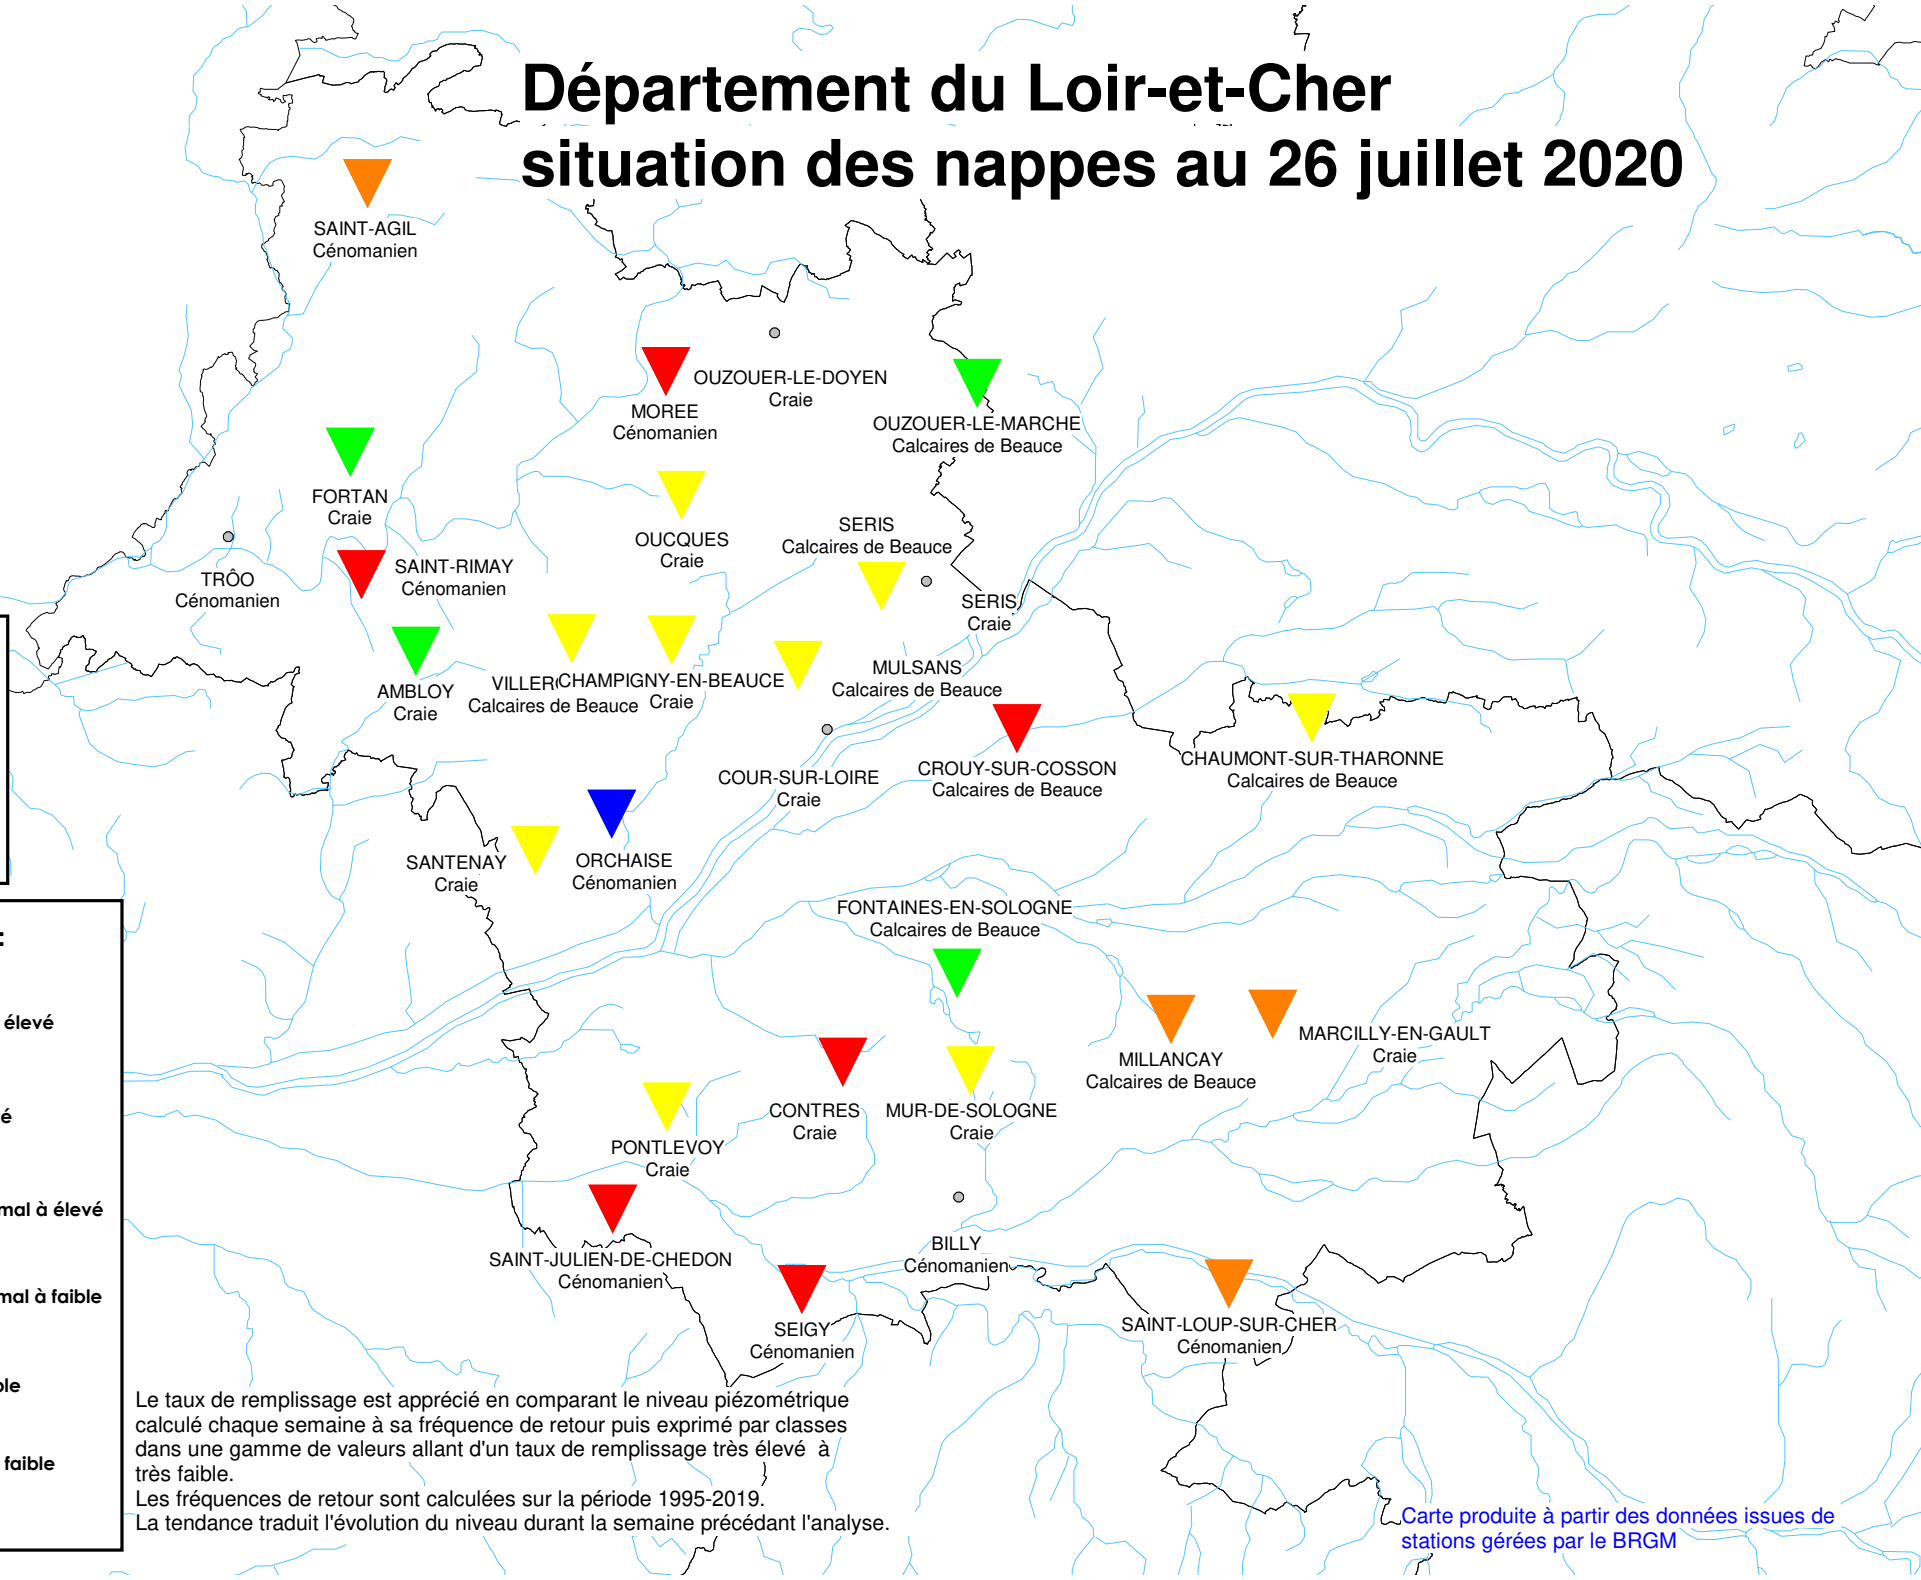 Département du Loir-et-Cher
situation des nappes au 26 juillet 2020
SAINT-AGIL
Cénomanien
OUZOUER-LE-DOYEN
Craie
MOREE
Cénomanien
OUZOUER-LE-MARCHE
Calcaires de Beauce
FORTAN
Craie
OUCQUES
Craie
SERIS
Calcaires de Beauce
TRÔO
Cénomanien
SAINT-RIMAY
Cénomanien
SERIS
Craie
AMBLOY
Craie
Calcaires de Beauce
CHAMPIGNY-EN-BEAUCE
Craie
MULSANS
Calcaires de Beauce
COUR-SUR-LOIRE
Craie
CROUY-SUR-COSSON
Calcaires de Beauce
CHAUMONT-SUR-THARONNE
Calcaires de Beauce
SANTENAY
Craie
ORCHAISE
Cénomanien
FONTAINES-EN-SOLOGNE
Calcaires de Beauce
MILLANCAY
Calcaires de Beauce
MARCILLY-EN-GAULT
Craie
CONTRES
Craie
MUR-DE-SOLOGNE
Craie
PONTLEVOY
Craie
SAINT-JULIEN-DE-CHEDON
Cénomanien
BILLY
Cénomanien
SEIGY
Cénomanien
SAINT-LOUP-SUR-CHER
Cénomanien
:
élevé
é
mal à élevé
mal à faible
ble
faible
Le taux de remplissage est apprécié en comparant le niveau piézométrique
calculé chaque semaine à sa fréquence de retour puis exprimé par classes
dans une gamme de valeurs allant d'un taux de remplissage très élevé à
très faible.
Les fréquences de retour sont calculées sur la période 1995-2019.
La tendance traduit l'évolution du niveau durant la semaine précédant l'analyse.
Carte produite à partir des données issues de
stations gérées par le BRGM